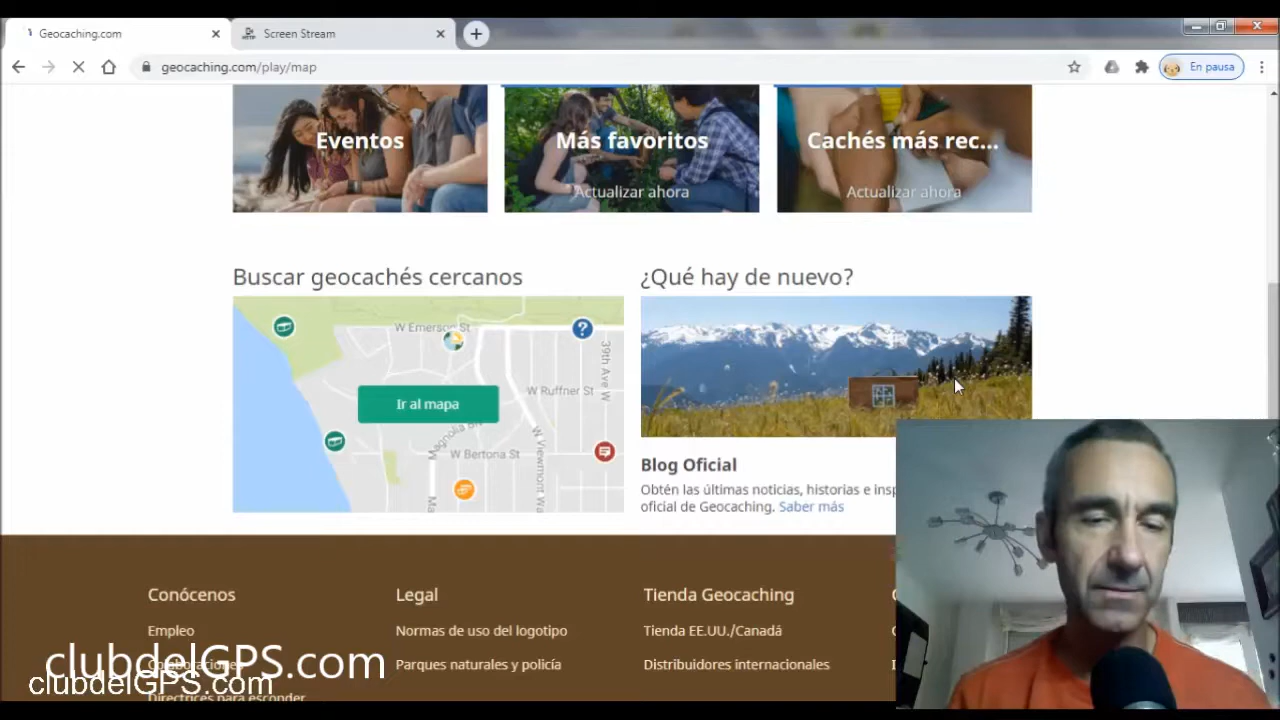 Geocaching.com
Screen Stream
geocaching.com/play/map
En pausa
Eventos
Más favoritos
Actualizar ahora
Cachés más rec...
Actualizar ahora
Buscar geocachés cercanos
¿Qué hay de nuevo?
W Emerson St
39th Ave W
W Ruffner St
Ir al mapa
Magnolia
W Bertona St
W Viewmont Wa
Ma
Blog Oficial
Obtén las últimas noticias, historias e insp
oficial de Geocaching. Saber más
Conócenos
Legal
Tienda Geocaching
Empleo
Normas de uso del logotipo
Tienda EE.UU./Canadá
Colaboraciones
Parques naturales y policía
Distribuidores internacionales
Directrices para esconder
clubdelGPS.com
clubdelGPS.com